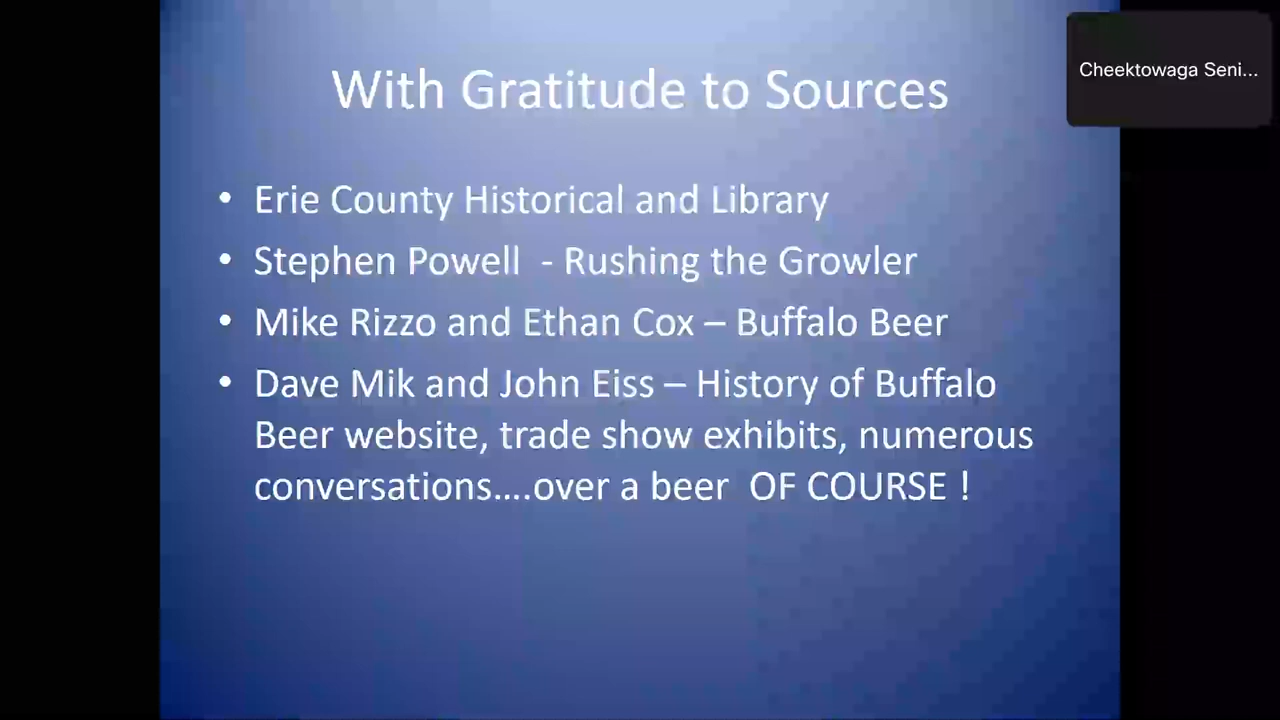 With Gratitude to Sources
Cheektowaga Seni...
• Erie County Historical and Library
• Stephen Powell  - Rushing the Growler
• Mike Rizzo and Ethan Cox – Buffalo Beer
• Dave Mik and John Eiss – History of Buffalo
Beer website, trade show exhibits, numerous
conversations....over a beer  OF COURSE !